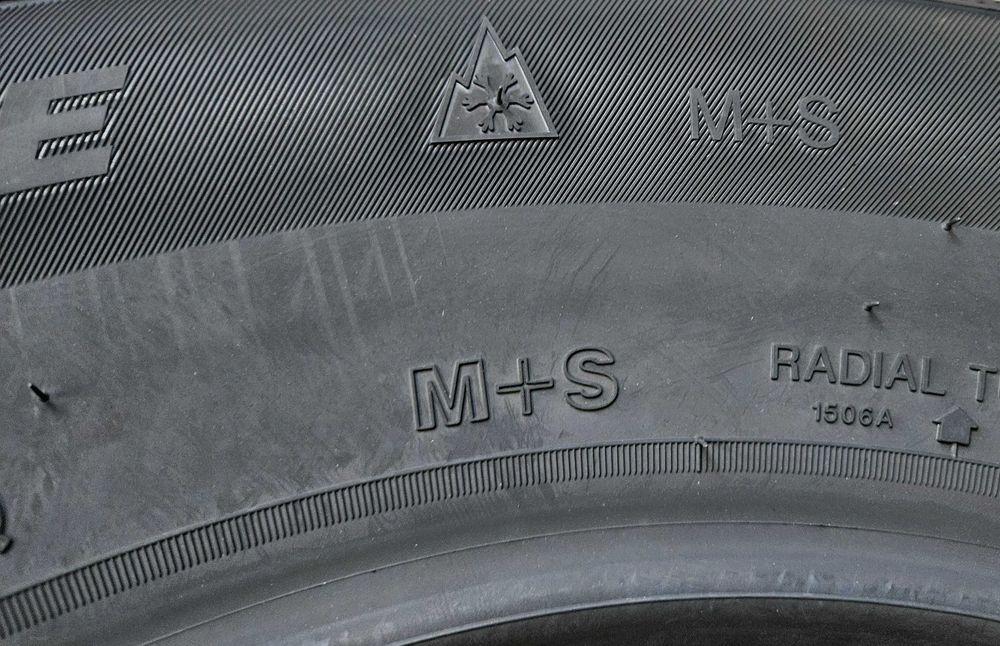 E
M+S
M+S
RADIAL T
1506A